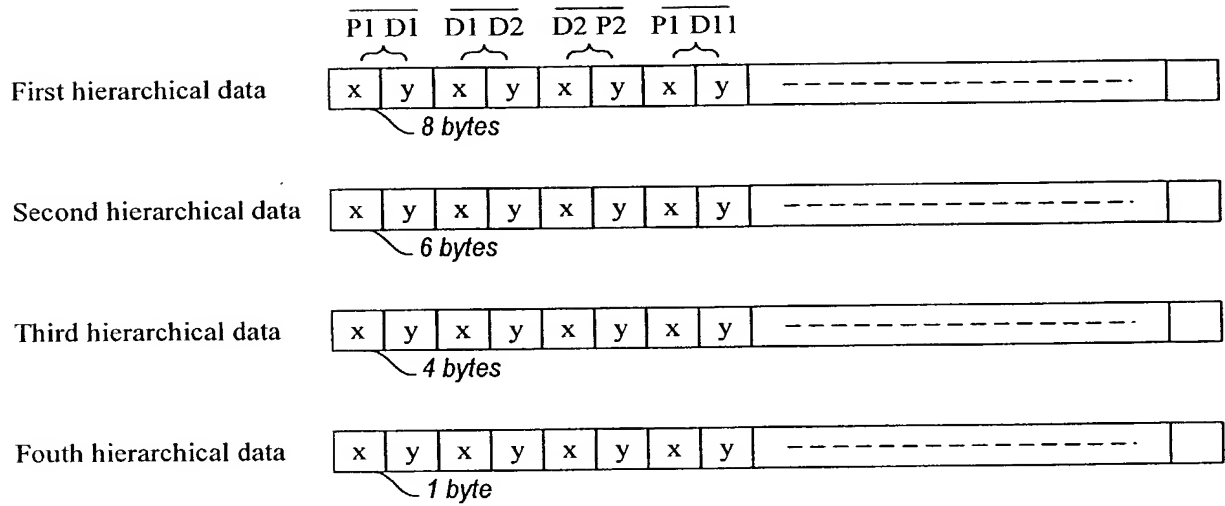 P1 D1 D1 D2 D2 P2 P1 D11
First hierarchical data x y x y x y x y
8 bytes
Second hierarchical data x y x y x y x y
6 bytes
Third hierarchical data x y x y x y x y
4 bytes
Fouth hierarchical data x y x y x y x y
1 byte